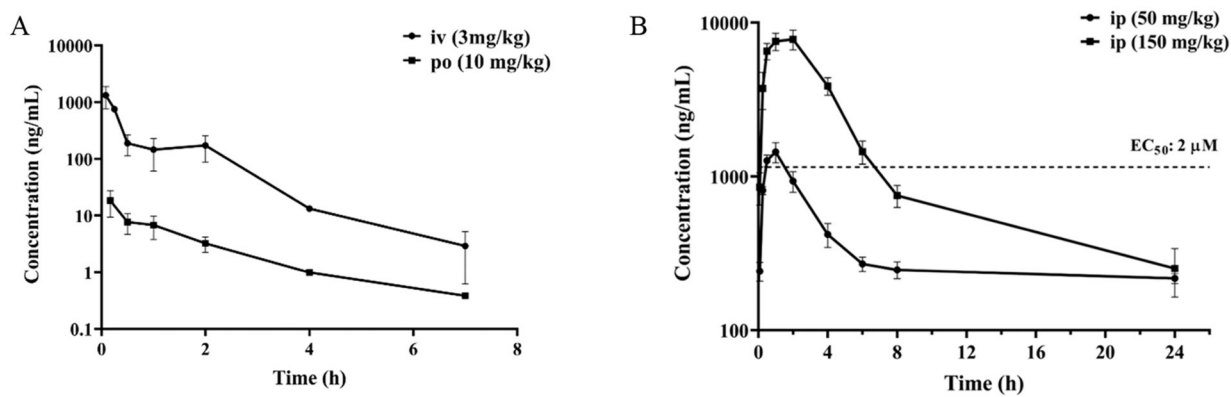 A
iv (3mg/kg)
po (10 mg/kg)
Concentration (ng/mL)
10000
1000
100
10
1
0.1
0
2
4
6
8
Time (h)
B
ip (50 mg/kg)
ip (150 mg/kg)
Concentration (ng/mL)
10000
1000
100
EC₅₀: 2 μM
0
4
6
8
12
14
16
20
24
Time (h)